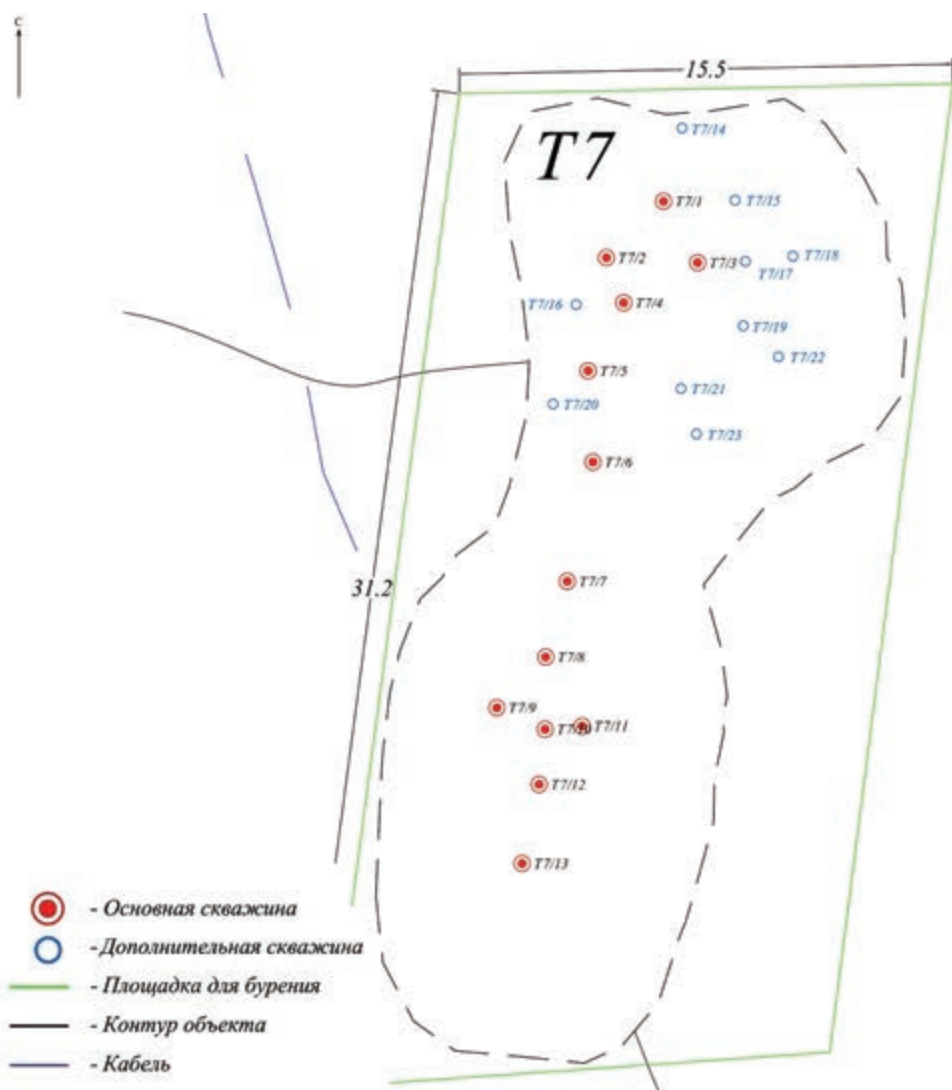 с
15.5
T7
T7/14
T7/1
T7/15
T7/2
T7/3
T7/17
T7/18
T7/16
T7/4
T7/19
T7/22
T7/5
T7/21
T7/20
T7/23
T7/6
31.2
T7/7
T7/8
T7/9
T7/10
T7/11
T7/12
T7/13
- Основная скважина
- Дополнительная скважина
- Площадка для бурения
- Контур объекта
- Кабель